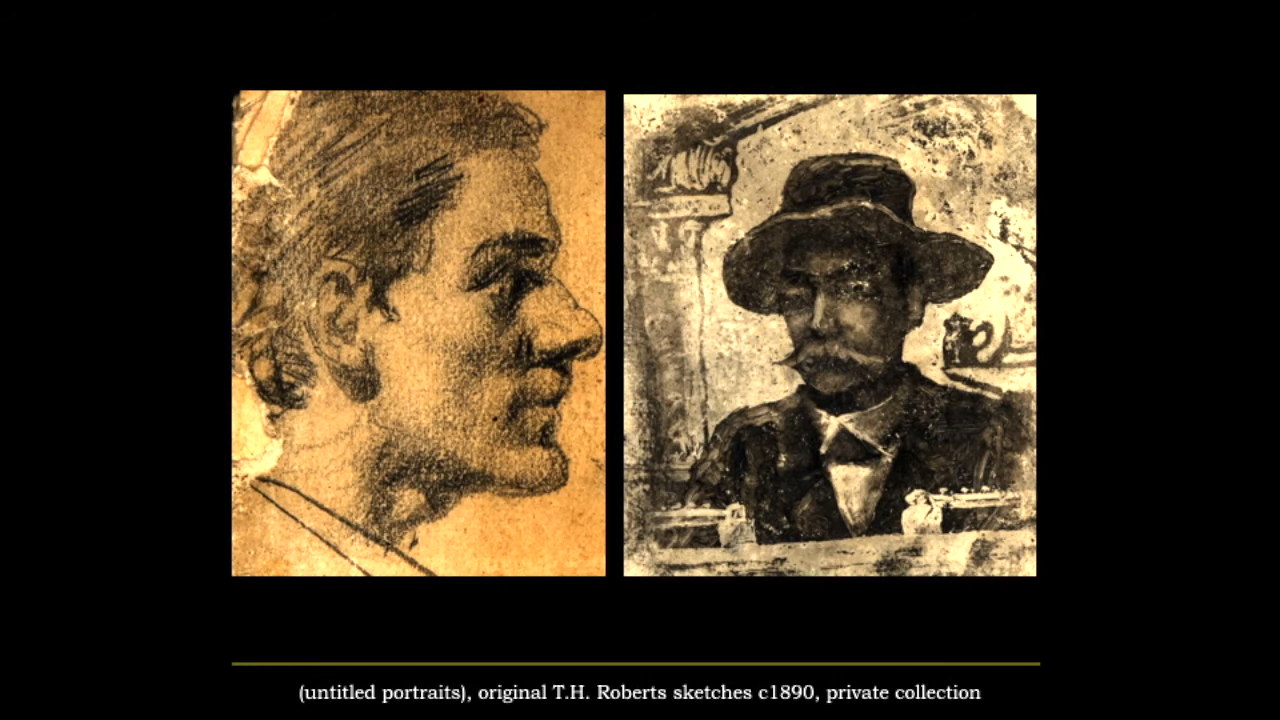 (untitled portraits), original T.H. Roberts sketches c1890, private collection